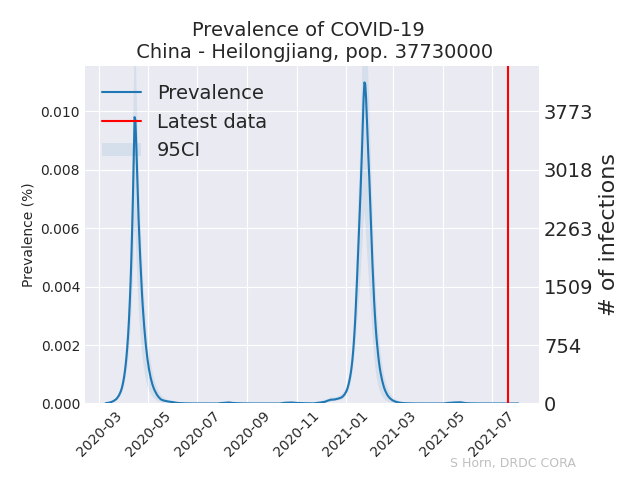 Prevalence of COVID-19
China - Heilongjiang, pop. 37730000
Prevalence
Latest data
95CI
Prevalence (%)
0.010
0.008
0.006
0.004
0.002
0.000
3773
3018
2263
1509
754
0
# of infections
2020-03
2020-05
2020-07
2020-09
2020-11
2021-01
2021-03
2021-05
2021-07
S Horn, DRDC CORA